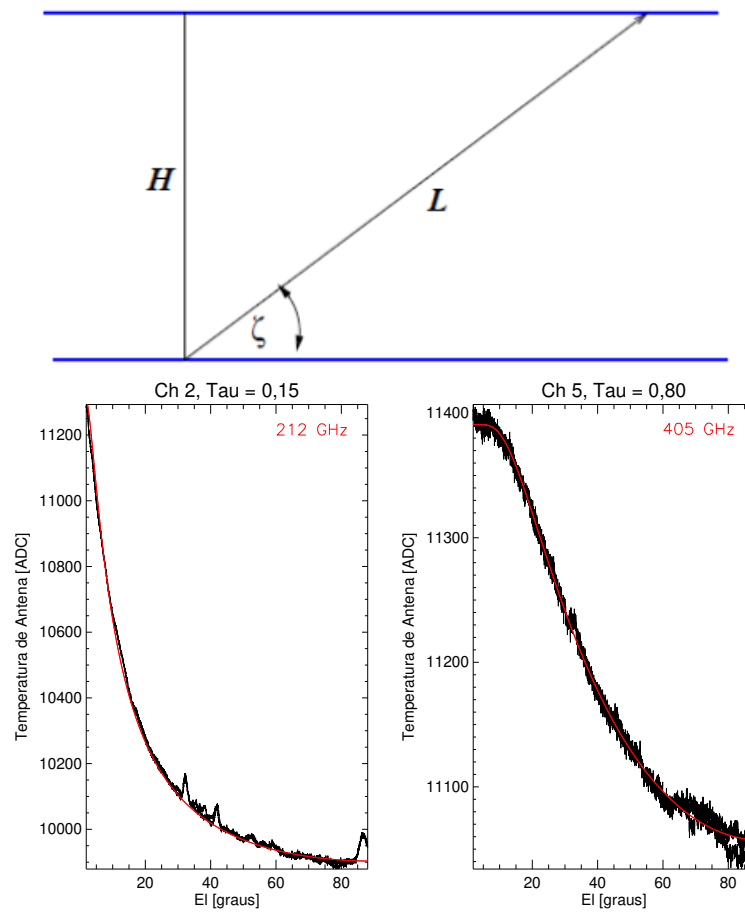 H
L
ζ
Ch 2, Tau = 0,15
212 GHz
Temperatura de Antena [ADC]
11200
11000
10800
10600
10400
10200
10000
20 40 60 80
El [graus]
Ch 5, Tau = 0,80
405 GHz
Temperatura de Antena [ADC]
11400
11300
11200
11100
20 40 60 80
El [graus]